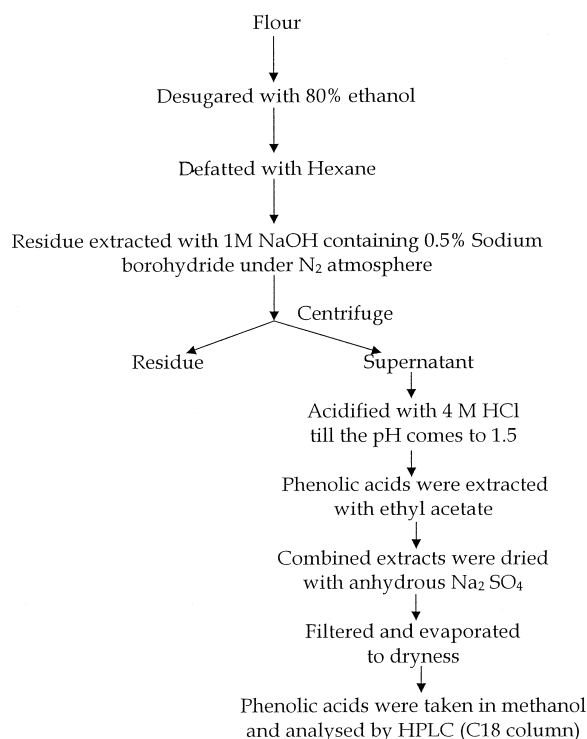 Flour
Desugared with 80% ethanol
Defatted with Hexane
Residue extracted with 1M NaOH containing 0.5% Sodium
borohydride under N₂ atmosphere
Centrifuge
Residue
Supernatant
Acidified with 4 M HCl
till the pH comes to 1.5
Phenolic acids were extracted
with ethyl acetate
Combined extracts were dried
with anhydrous Na₂ SO₄
Filtered and evaporated
to dryness
Phenolic acids were taken in methanol
and analysed by HPLC (C18 column)